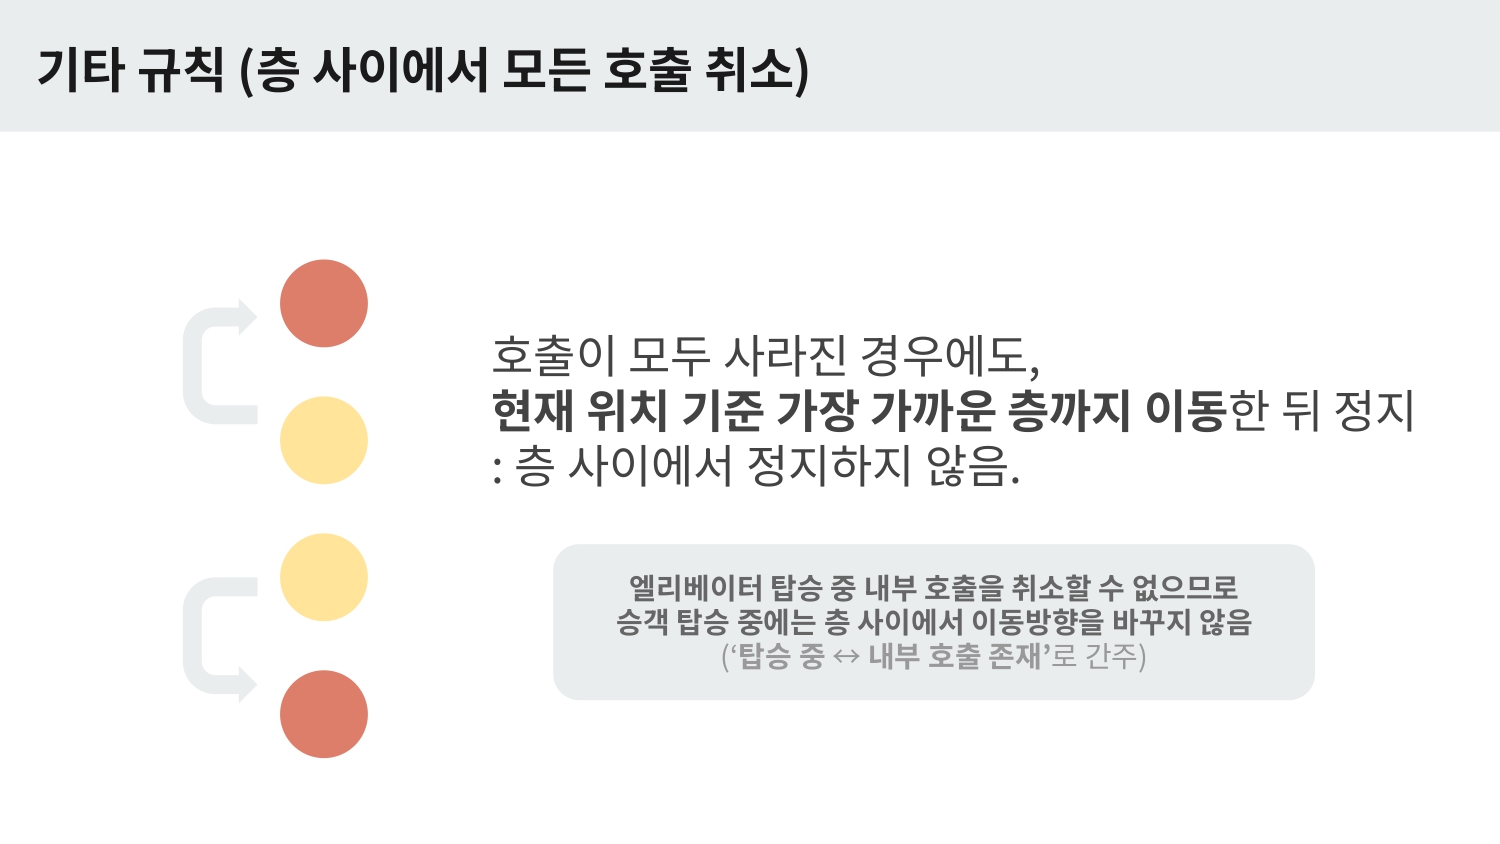 기타 규칙 (층 사이에서 모든 호출 취소)
호출이 모두 사라진 경우에도,
현재 위치 기준 가장 가까운 층까지 이동한 뒤 정지
: 층 사이에서 정지하지 않음.
엘리베이터 탑승 중 내부 호출을 취소할 수 없으므로
승객 탑승 중에는 층 사이에서 이동방향을 바꾸지 않음
(‘탑승 중 ↔ 내부 호출 존재’로 간주)